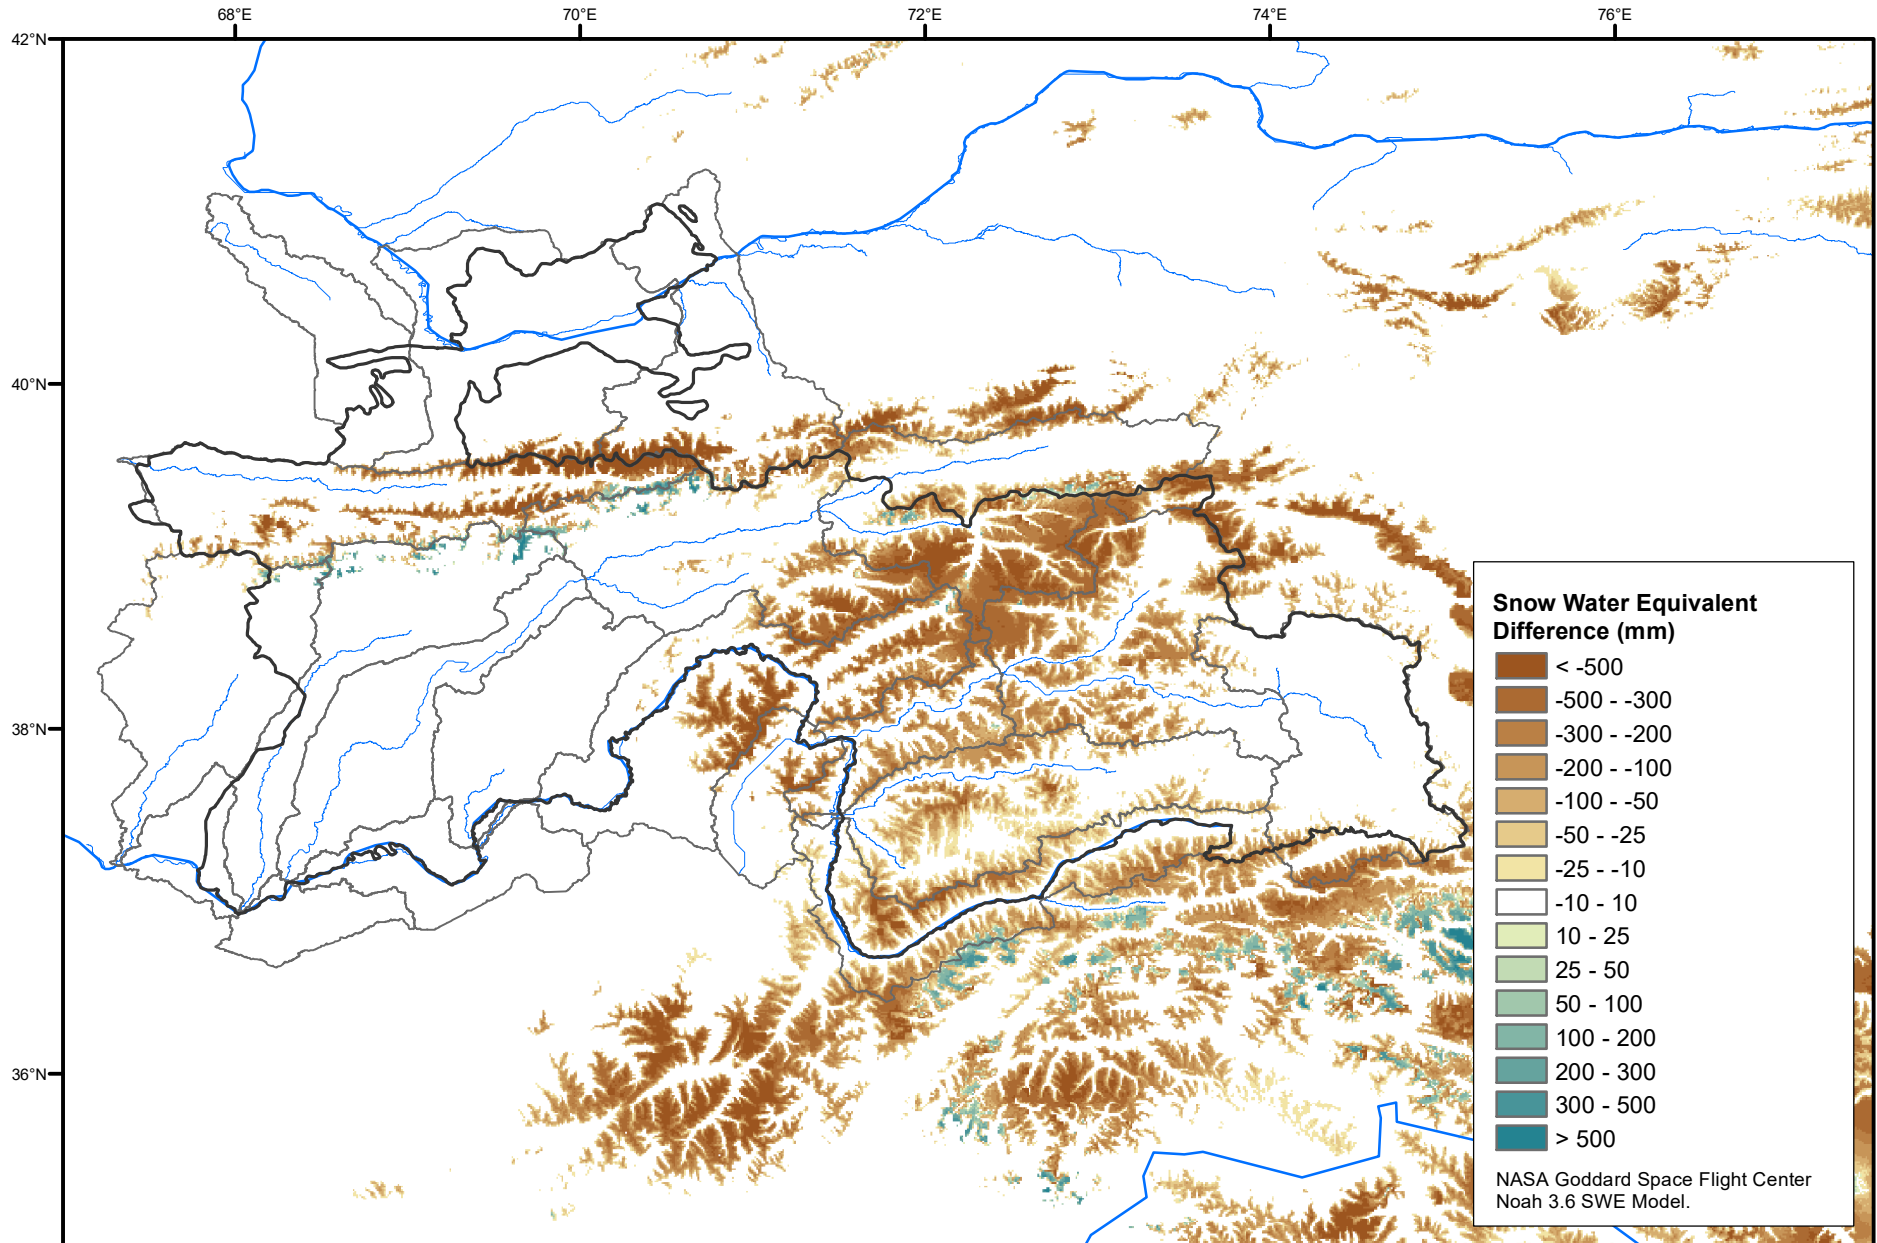 68°E
70°E
72°E
74°E
76°E
42°N
40°N
38°N
36°N
Snow Water Equivalent
Difference (mm)
< -500
-500 - -300
-300 - -200
-200 - -100
-100 - -50
-50 - -25
-25 - -10
-10 - 10
10 - 25
25 - 50
50 - 100
100 - 200
200 - 300
300 - 500
> 500
NASA Goddard Space Flight Center
Noah 3.6 SWE Model.